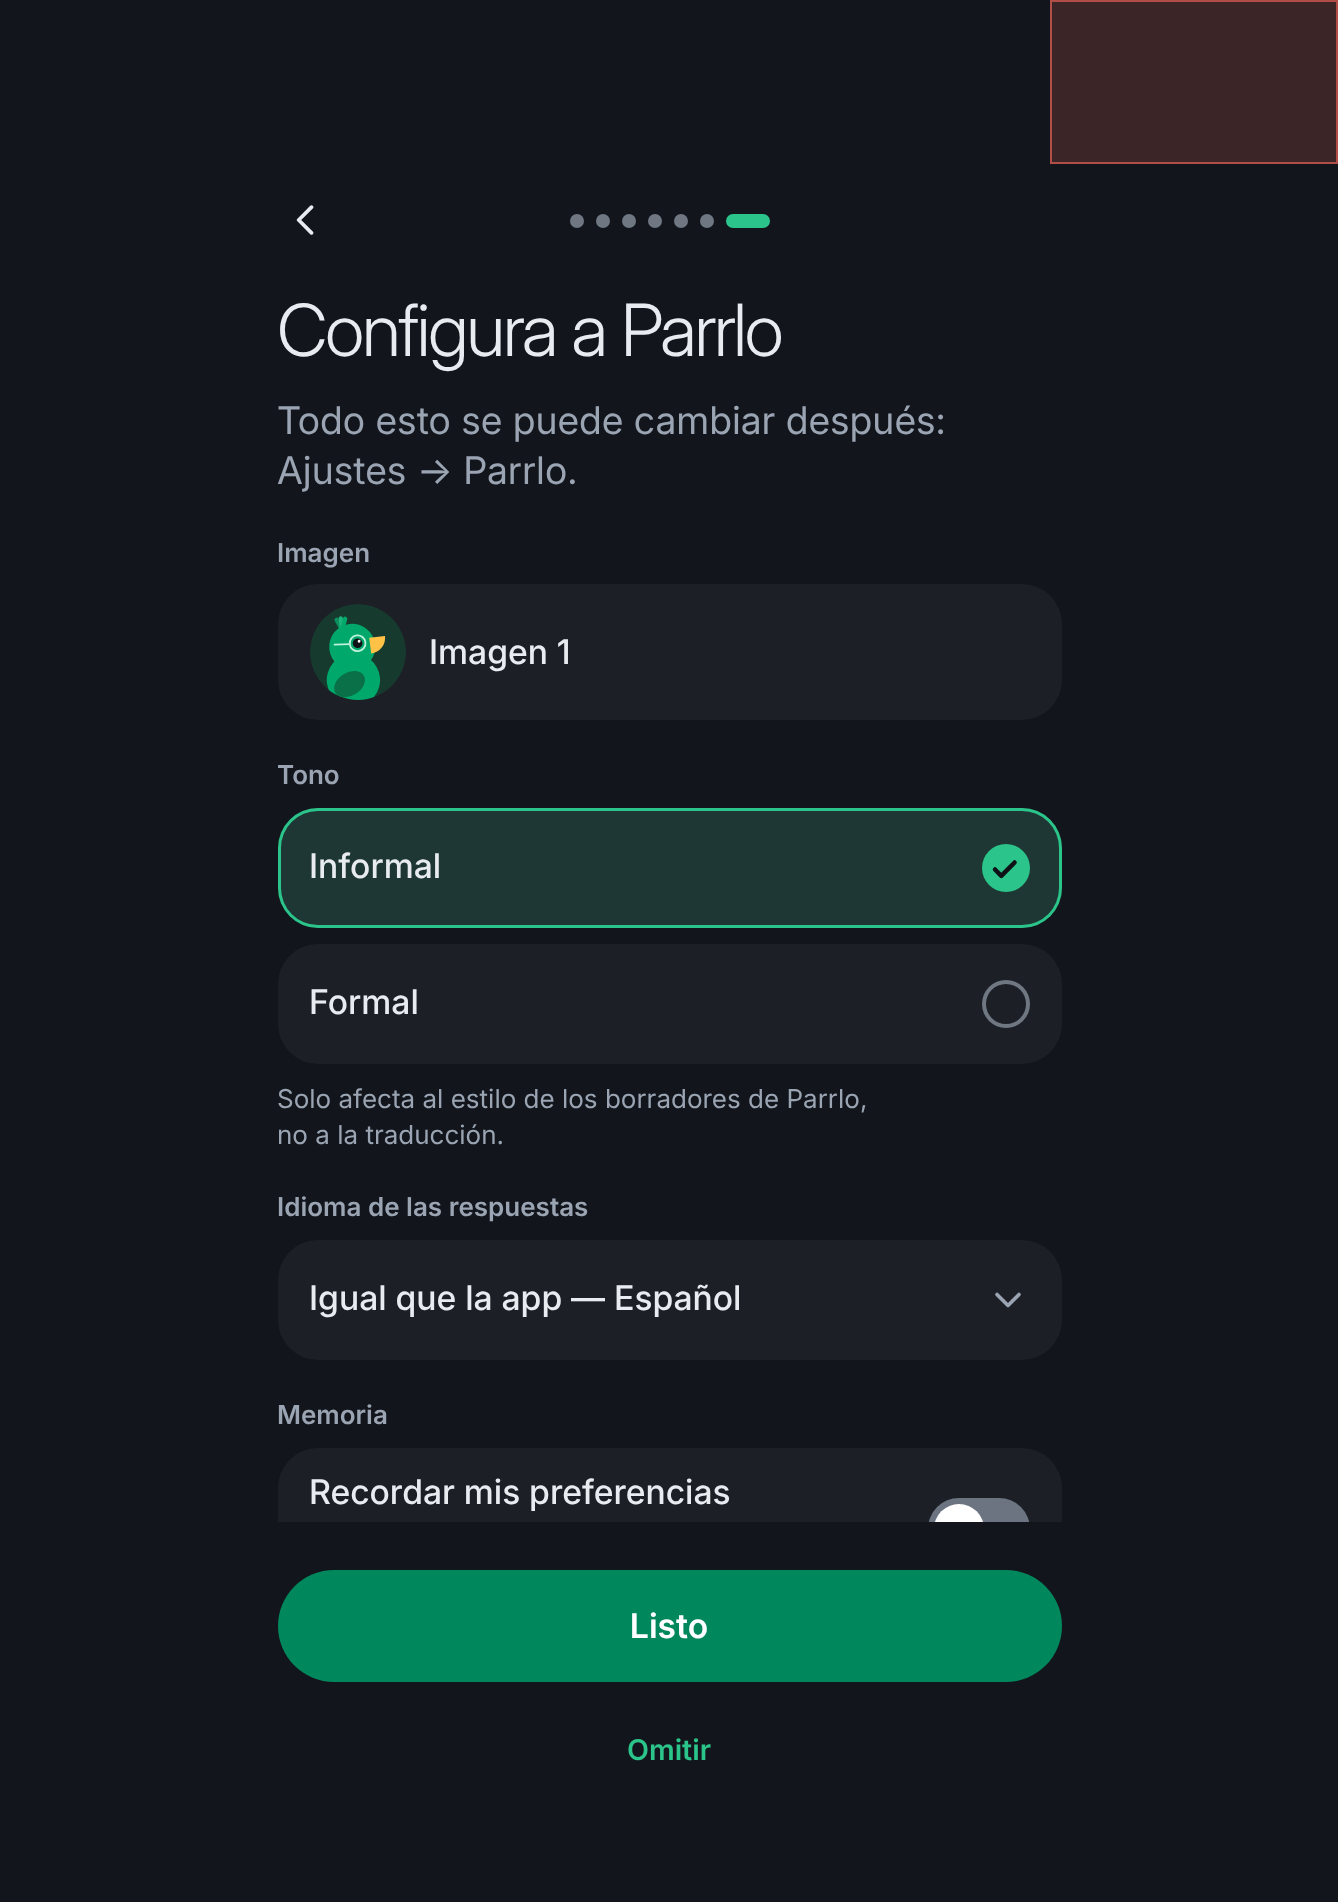 Configura a Parrlo
Todo esto se puede cambiar después:
Ajustes → Parrlo.
Imagen
Imagen 1
Tono
Informal
Formal
Solo afecta al estilo de los borradores de Parrlo,
no a la traducción.
Idioma de las respuestas
Igual que la app — Español
Memoria
Recordar mis preferencias
Listo
Omitir